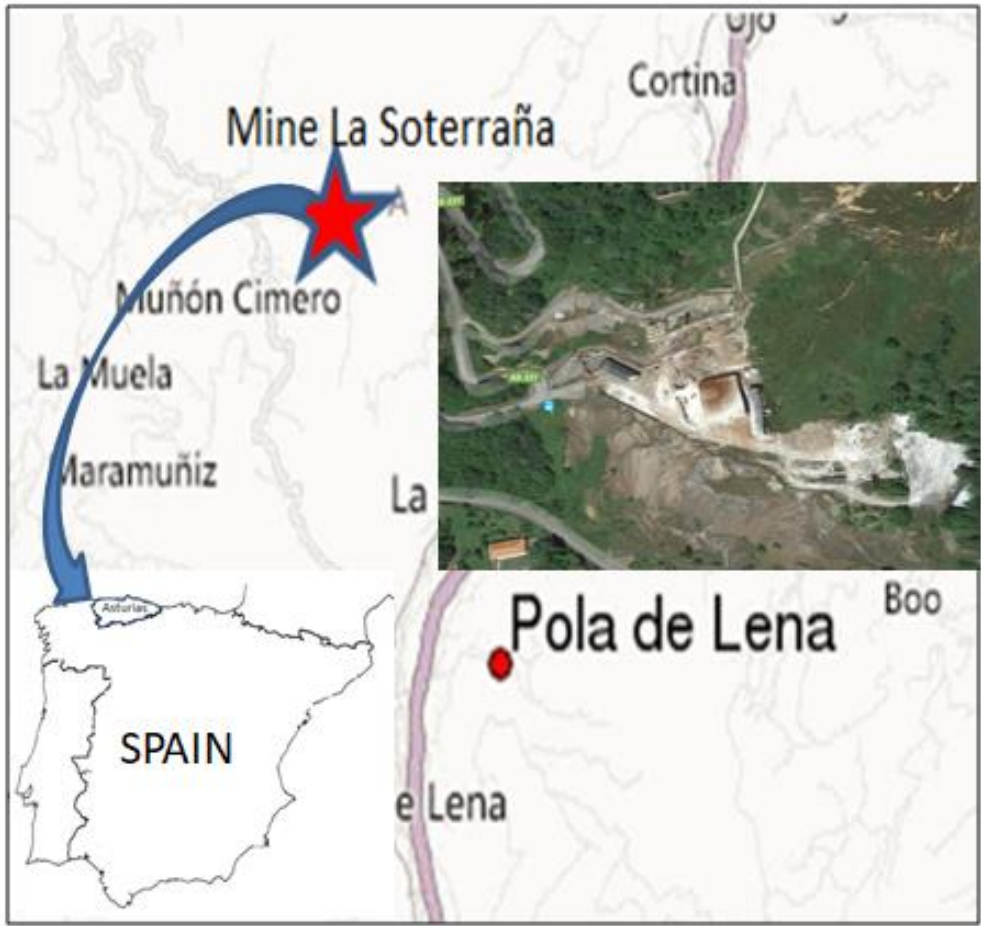 Ujo
Cortina
Mine La Soterraña
Muñón Cimero
La Muela
Maramuñiz
La
Pola de Lena
Boo
e Lena
Asturias
SPAIN